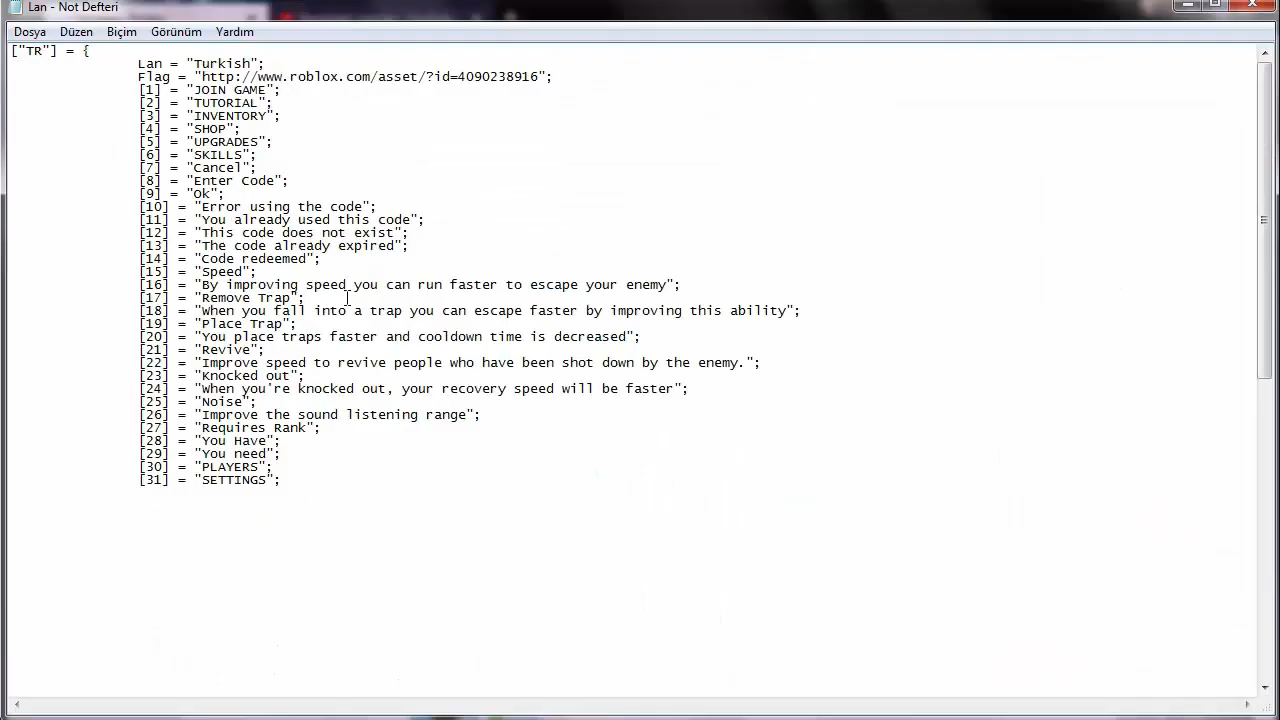 Lan - Not Defteri
Dosya Düzen Biçim Görünüm Yardım
["TR"] = {
Lan = "Turkish";
Flag = "http://www.roblox.com/asset/?id=4090238916";
[1] = "JOIN GAME";
[2] = "TUTORIAL";
[3] = "INVENTORY";
[4] = "SHOP";
[5] = "UPGRADES";
[6] = "SKILLS";
[7] = "Cancel";
[8] = "Enter Code";
[9] = "Ok";
[10] = "Error using the code";
[11] = "You already used this code";
[12] = "This code does not exist";
[13] = "The code already expired";
[14] = "Code redeemed";
[15] = "Speed";
[16] = "By improving speed you can run faster to escape your enemy";
[17] = "Remove Trap";
[18] = "When you fall into a trap you can escape faster by improving this ability";
[19] = "Place Trap";
[20] = "You place traps faster and cooldown time is decreased";
[21] = "Revive";
[22] = "Improve speed to revive people who have been shot down by the enemy.";
[23] = "Knocked out";
[24] = "When you're knocked out, your recovery speed will be faster";
[25] = "Noise";
[26] = "Improve the sound listening range";
[27] = "Requires Rank";
[28] = "You Have";
[29] = "You need";
[30] = "PLAYERS";
[31] = "SETTINGS";